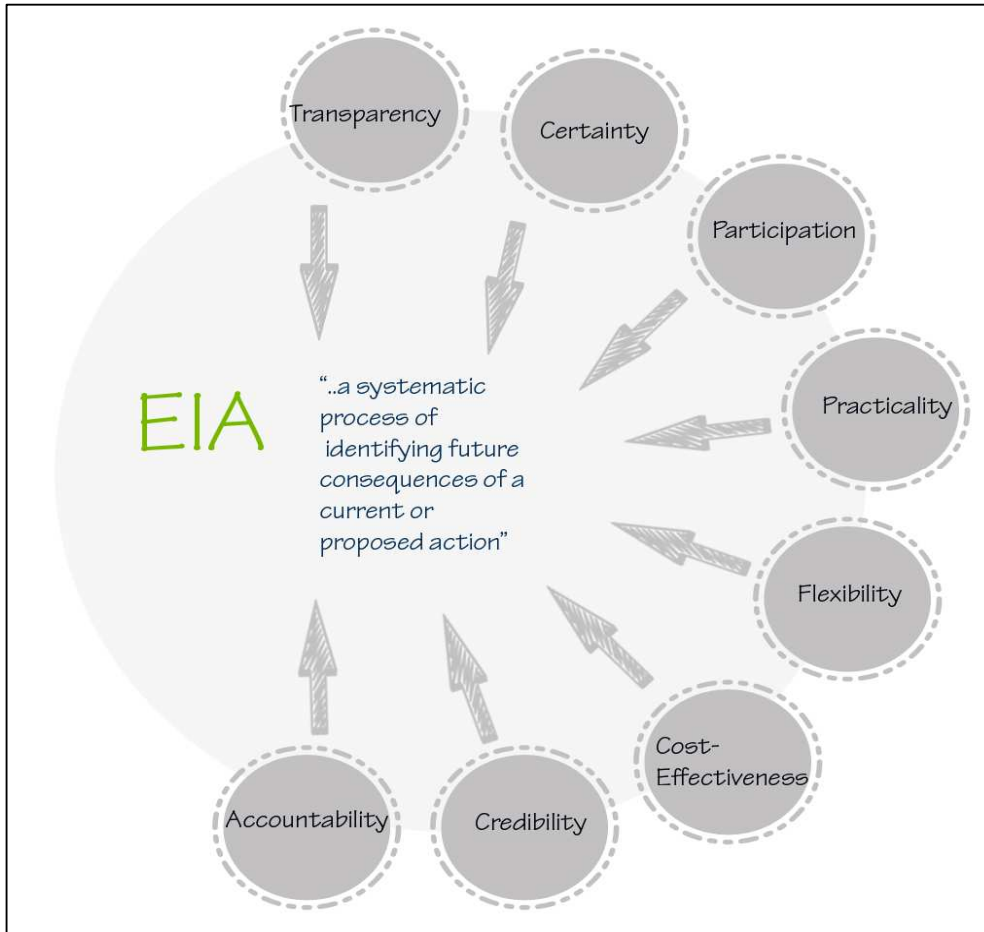 Transparency
Certainty
Participation
Practicality
Flexibility
Cost-
Effectiveness
Credibility
Accountability
EIA
“..a systematic
process of
identifying future
consequences of a
current or
proposed action”